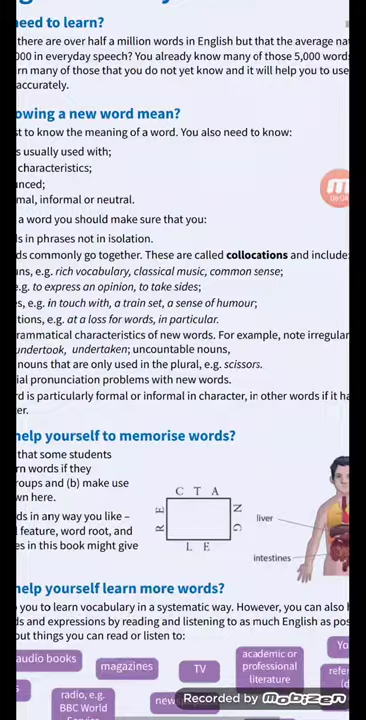 need to learn?
there are over half a million words in English but that the average na
000 in everyday speech? You already know many of those 5,000 word
rn many of those that you do not yet know and it will help you to use
accurately.
owing a new word mean?
st to know the meaning of a word. You also need to know:
s usually used with;
characteristics;
unced;
mal, informal or neutral.
a word you should make sure that you:
ds in phrases not in isolation.
ds commonly go together. These are called collocations and include:
ns, e.g. rich vocabulary, classical music, common sense;
e.g. to express an opinion, to take sides;
es, e.g. in touch with, a train set, a sense of humour;
tions, e.g. at a loss for words, in particular.
rammatical characteristics of new words. For example, note irregular
undertook, undertaken; uncountable nouns,
nouns that are only used in the plural, e.g. scissors.
ial pronunciation problems with new words.
rd is particularly formal or informal in character, in other words if it ha
er.
help yourself to memorise words?
that some students
rn words if they
roups and (b) make use
wn here.
ds in any way you like –
l feature, word root, and
es in this book might give
C T A
R E
N G
L E
liver
intestines
help yourself learn more words?
p you to learn vocabulary in a systematic way. However, you can also h
ds and expressions by reading and listening to as much English as pos
out things you can read or listen to:
audio books
magazines
TV
academic or
professional
literature
Yo
refer
s
radio, e.g.
BBC World
Service
new
Recorded by mobizen